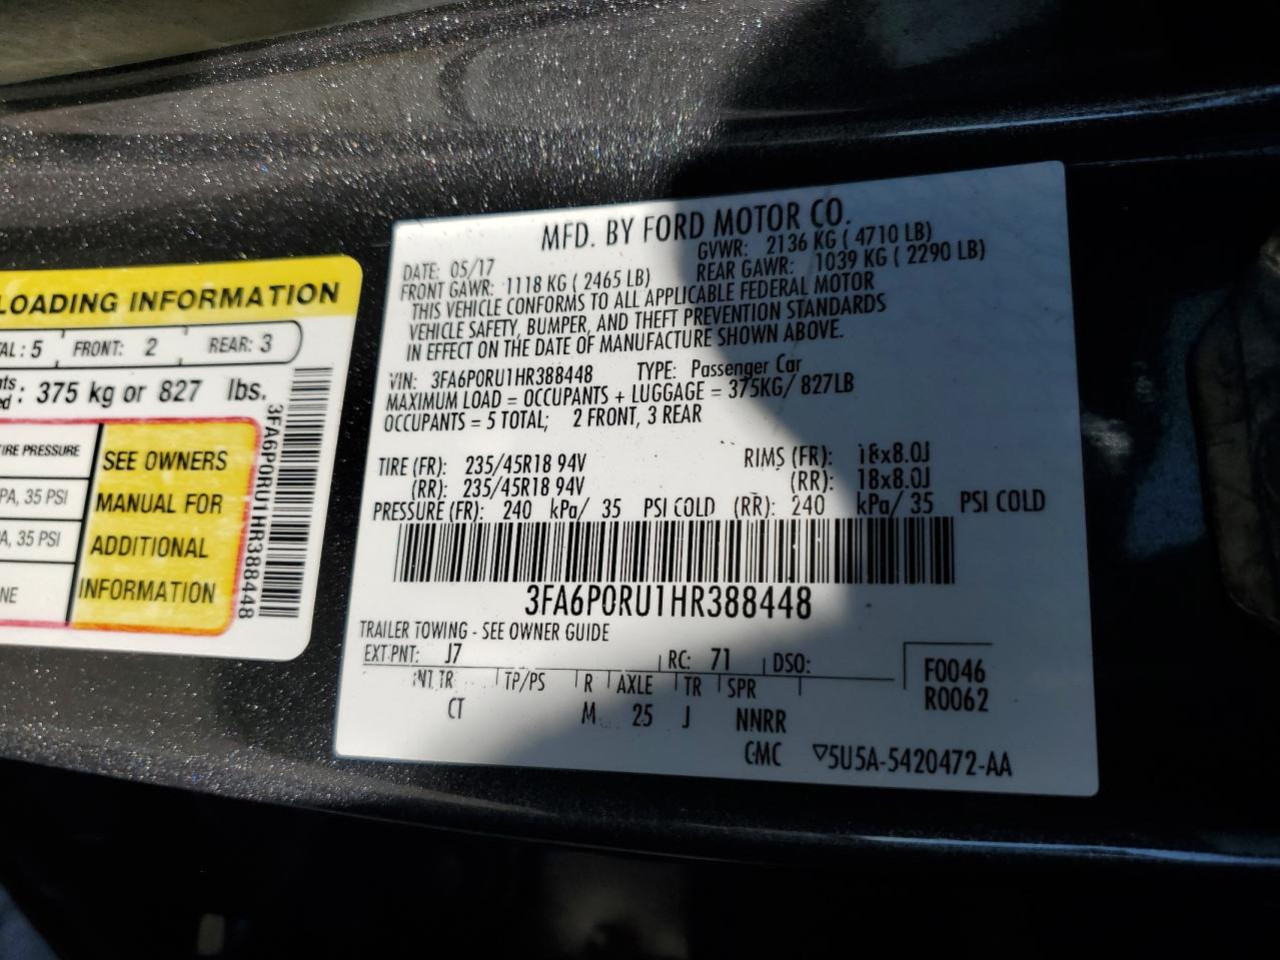 LOADING INFORMATION
5 FRONT: 2 REAR: 3
375 kg or 827 lbs.
TIRE PRESSURE
35 PSI
35 PSI
SEE OWNERS
MANUAL FOR
ADDITIONAL
INFORMATION
3FA6P0RU1HR388448
MFD. BY FORD MOTOR CO.
DATE: 05/17 GVWR: 2136 KG ( 4710 LB)
FRONT GAWR: 1118 KG ( 2465 LB) REAR GAWR: 1039 KG ( 2290 LB)
THIS VEHICLE CONFORMS TO ALL APPLICABLE FEDERAL MOTOR
VEHICLE SAFETY, BUMPER, AND THEFT PREVENTION STANDARDS
IN EFFECT ON THE DATE OF MANUFACTURE SHOWN ABOVE.
VIN: 3FA6P0RU1HR388448 TYPE: Passenger Car
MAXIMUM LOAD = OCCUPANTS + LUGGAGE = 375KG/ 827LB
OCCUPANTS = 5 TOTAL; 2 FRONT, 3 REAR
TIRE (FR): 235/45R18 94V RIMS (FR): 18x8.0J
(RR): 235/45R18 94V (RR): 18x8.0J
PRESSURE (FR): 240 kPa/ 35 PSI COLD (RR): 240 kPa/ 35 PSI COLD
3FA6P0RU1HR388448
TRAILER TOWING - SEE OWNER GUIDE
EXT PNT: J7 RC: 71 DSO: F0046
INT TR TP/PS R AXLE TR SPR R0062
CT M 25 J NNRR
CMC ▽5U5A-5420472-AA